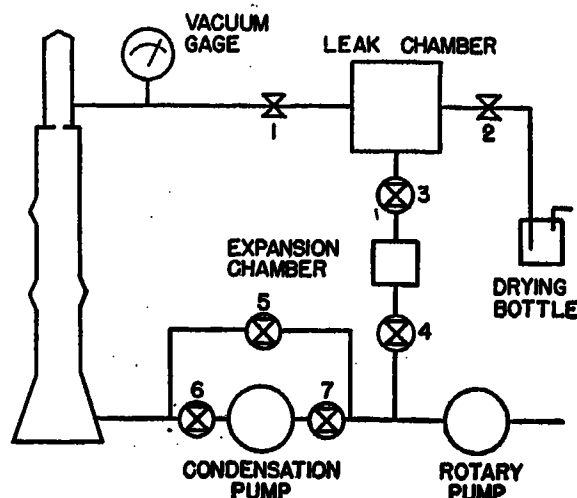 VACUUM
GAGE
LEAK CHAMBER
1
2
3
EXPANSION
CHAMBER
DRYING
BOTTLE
5
4
6
7
CONDENSATION
PUMP
ROTARY
PUMP